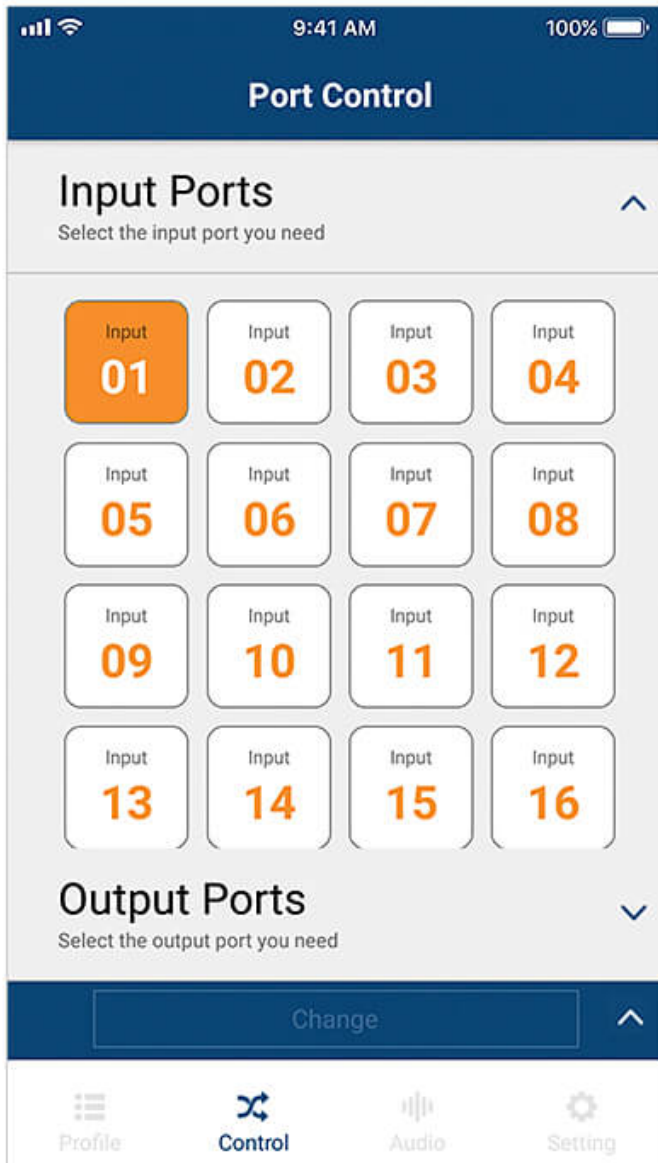 9:41 AM 100%
Port Control
Input Ports
Select the input port you need
Input Input Input Input
01 02 03 04
Input Input Input Input
05 06 07 08
Input Input Input Input
09 10 11 12
Input Input Input Input
13 14 15 16
Output Ports
Select the output port you need
Change
Profile Control Audio Setting